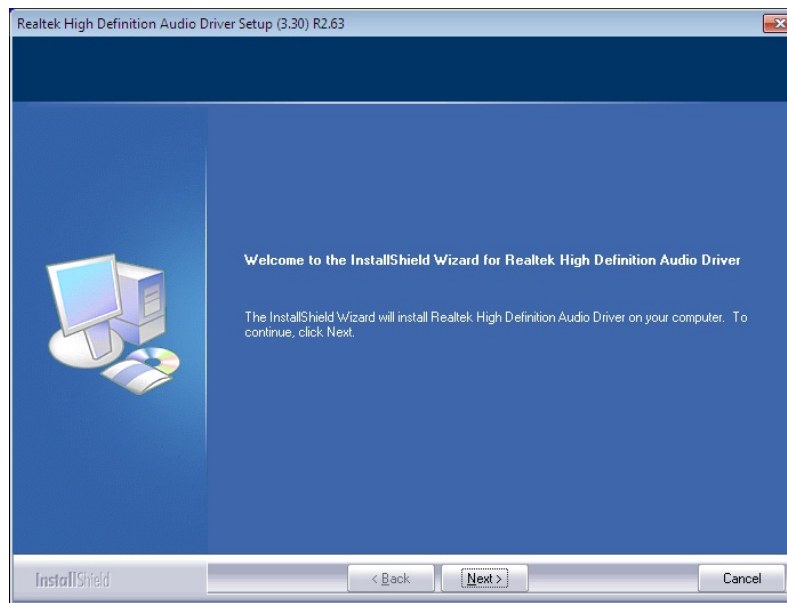 Realtek High Definition Audio Driver Setup (3.30) R2.63
Welcome to the InstallShield Wizard for Realtek High Definition Audio Driver
The InstallShield Wizard will install Realtek High Definition Audio Driver on your computer. To
continue, click Next.
InstallShield
< Back
Next >
Cancel